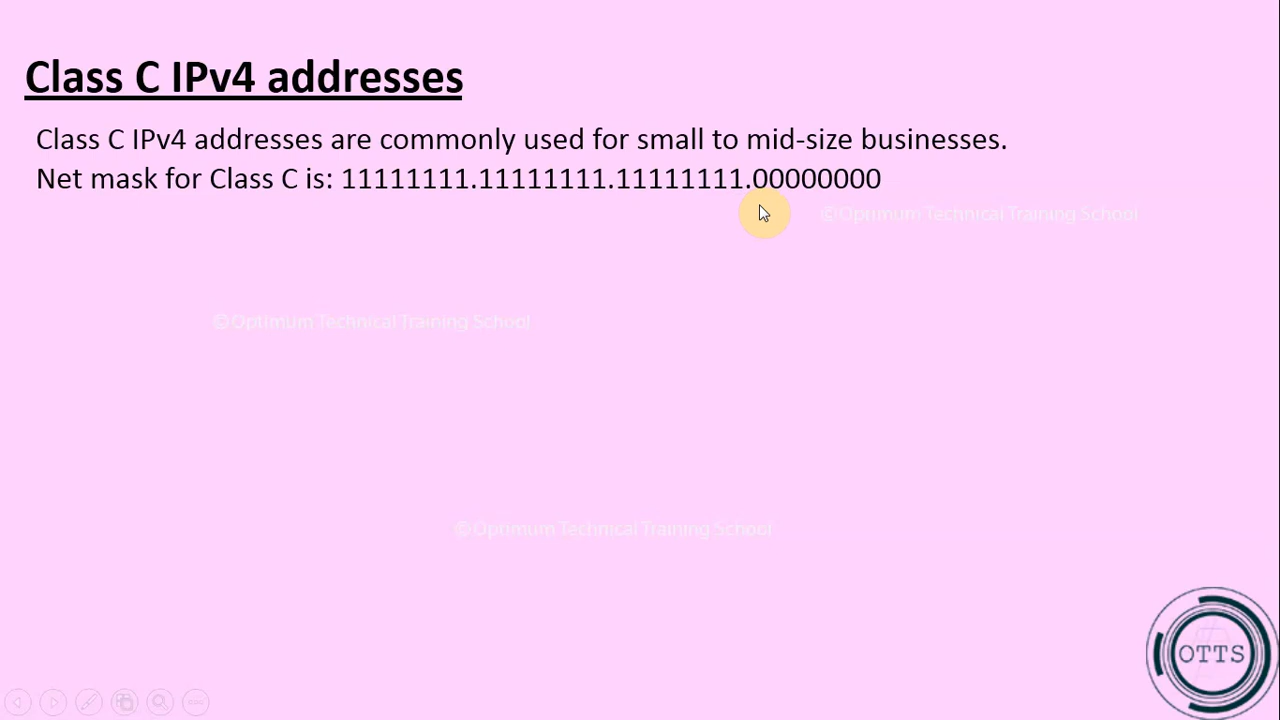 Class C IPv4 addresses
Class C IPv4 addresses are commonly used for small to mid-size businesses.
Net mask for Class C is: 11111111.11111111.11111111.00000000
©Optimum Technical Training School
©Optimum Technical Training School
©Optimum Technical Training School
OTTS